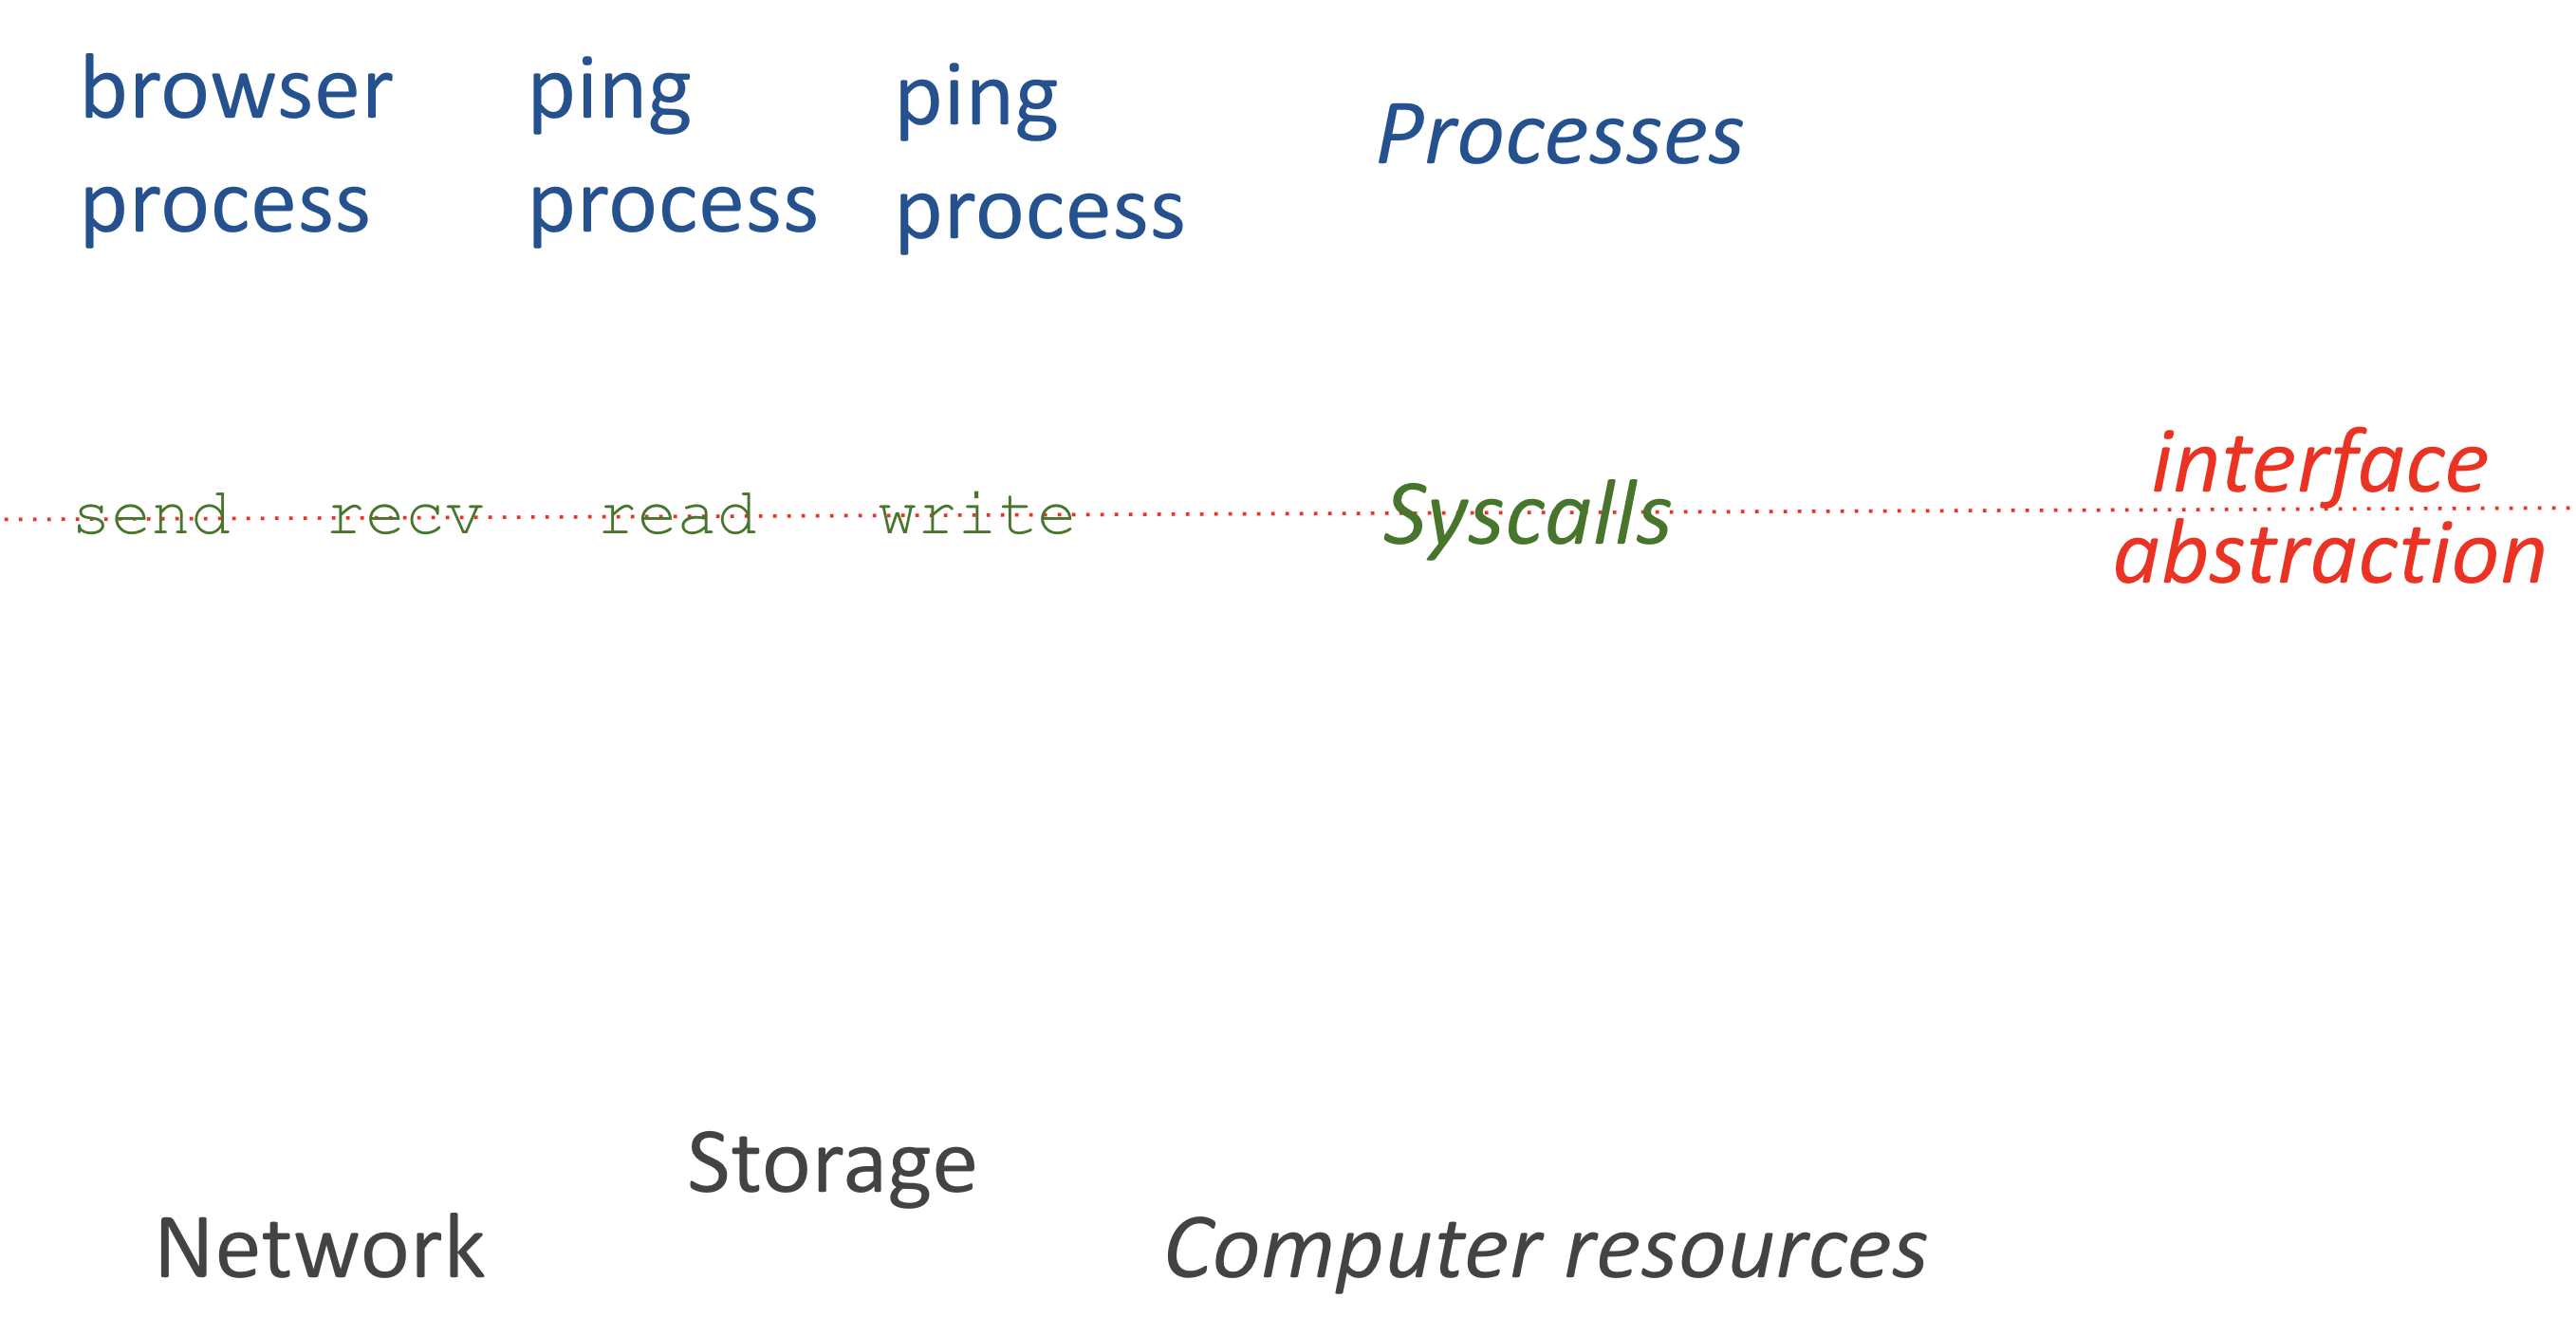 browser
process
ping
process
ping
process
Processes
send recv read write
Syscalls
interface
abstraction
Storage
Network
Computer resources